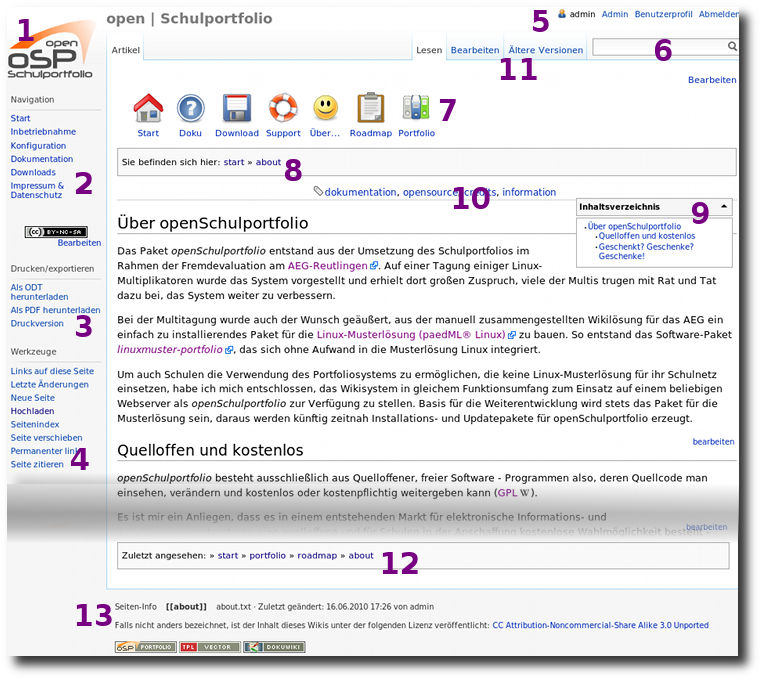 1
open
OSP
Schulportfolio
open | Schulportfolio
5
admin Admin Benutzerprofil Abmelden
Artikel
Lesen Bearbeiten Ältere Versionen
6
11
Bearbeiten
Navigation
Start
Inbetriebnahme
Konfiguration
Dokumentation
Downloads
Impressum &
Datenschutz
2
BY-NC-SA
Bearbeiten
Drucken/exportieren
Als ODT
herunterladen
Als PDF herunterladen
Druckversion
3
Werkzeuge
Links auf diese Seite
Letzte Änderungen
Neue Seite
Hochladen
Seitenindex
Seite verschieben
Permanenter link
Seite zitieren
4
Start Doku Download Support Über... Roadmap Portfolio
7
Sie befinden sich hier: start » about
8
dokumentation, opensource, credits, information
10
Inhaltsverzeichnis
9
Über openSchulportfolio
Quelloffen und kostenlos
Geschenkt? Geschenke?
Geschenke!
Über openSchulportfolio
Das Paket openSchulportfolio entstand aus der Umsetzung des Schulportfolios im
Rahmen der Fremdevaluation am AEG-Reutlingen. Auf einer Tagung einiger Linux-
Multiplikatoren wurde das System vorgestellt und erhielt dort großen Zuspruch, viele der Multis trugen mit Rat und Tat
dazu bei, das System weiter zu verbessern.
Bei der Multitagung wurde auch der Wunsch geäußert, aus der manuell zusammengestellten Wikilösung für das AEG ein
einfach zu installierendes Paket für die Linux-Musterlösung (paedML® Linux) zu bauen. So entstand das Software-Paket
linuxmuster-portfolio, das sich ohne Aufwand in die Musterlösung Linux integriert.
Um auch Schulen die Verwendung des Portfoliosystems zu ermöglichen, die keine Linux-Musterlösung für ihr Schulnetz
einsetzen, habe ich mich entschlossen, das Wikisystem in gleichem Funktionsumfang zum Einsatz auf einem beliebigen
Webserver als openSchulportfolio zur Verfügung zu stellen. Basis für die Weiterentwicklung wird stets das Paket für die
Musterlösung sein, daraus werden künftig zeitnah Installations- und Updatepakete für openSchulportfolio erzeugt.
bearbeiten
Quelloffen und kostenlos
openSchulportfolio besteht ausschließlich aus Quelloffener, freier Software - Programmen also, deren Quellcode man
einsehen, verändern und kostenlos oder kostenpflichtig weitergeben kann (GPL W).
Es ist mir ein Anliegen, dass es in einem entstehenden Markt für elektronische Informations- und
bearbeiten
Zuletzt angesehen: » start » portfolio » roadmap » about
12
13
Seiten-Info [[about]] about.txt · Zuletzt geändert: 16.06.2010 17:26 von admin
Falls nicht anders bezeichnet, ist der Inhalt dieses Wikis unter der folgenden Lizenz veröffentlicht: CC Attribution-Noncommercial-Share Alike 3.0 Unported
OSP PORTFOLIO TPL VECTOR DOKUWIKI